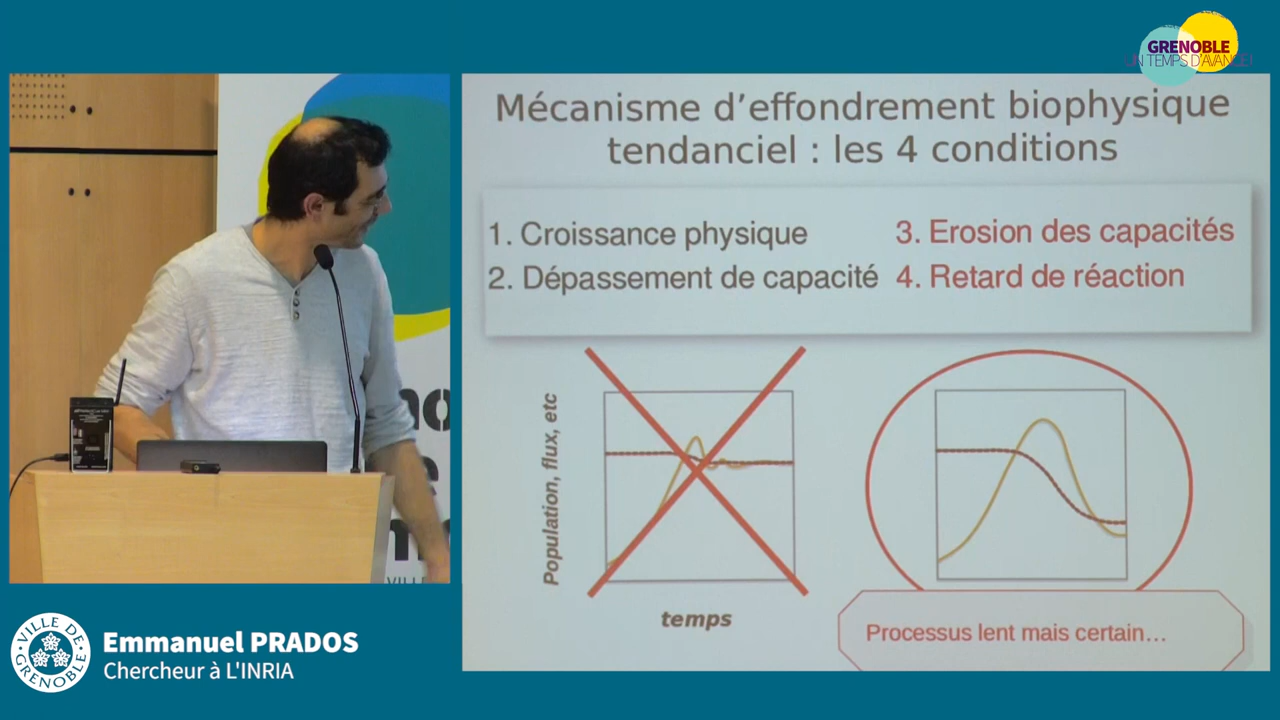 GRENOBLE
UN TEMPS D'AVANCE!
Mécanisme d'effondrement biophysique
tendanciel : les 4 conditions
1. Croissance physique
2. Dépassement de capacité
3. Erosion des capacités
4. Retard de réaction
Population, flux, etc
temps
Processus lent mais certain...
VILLE DE GRENOBLE
Emmanuel PRADOS
Chercheur à L'INRIA